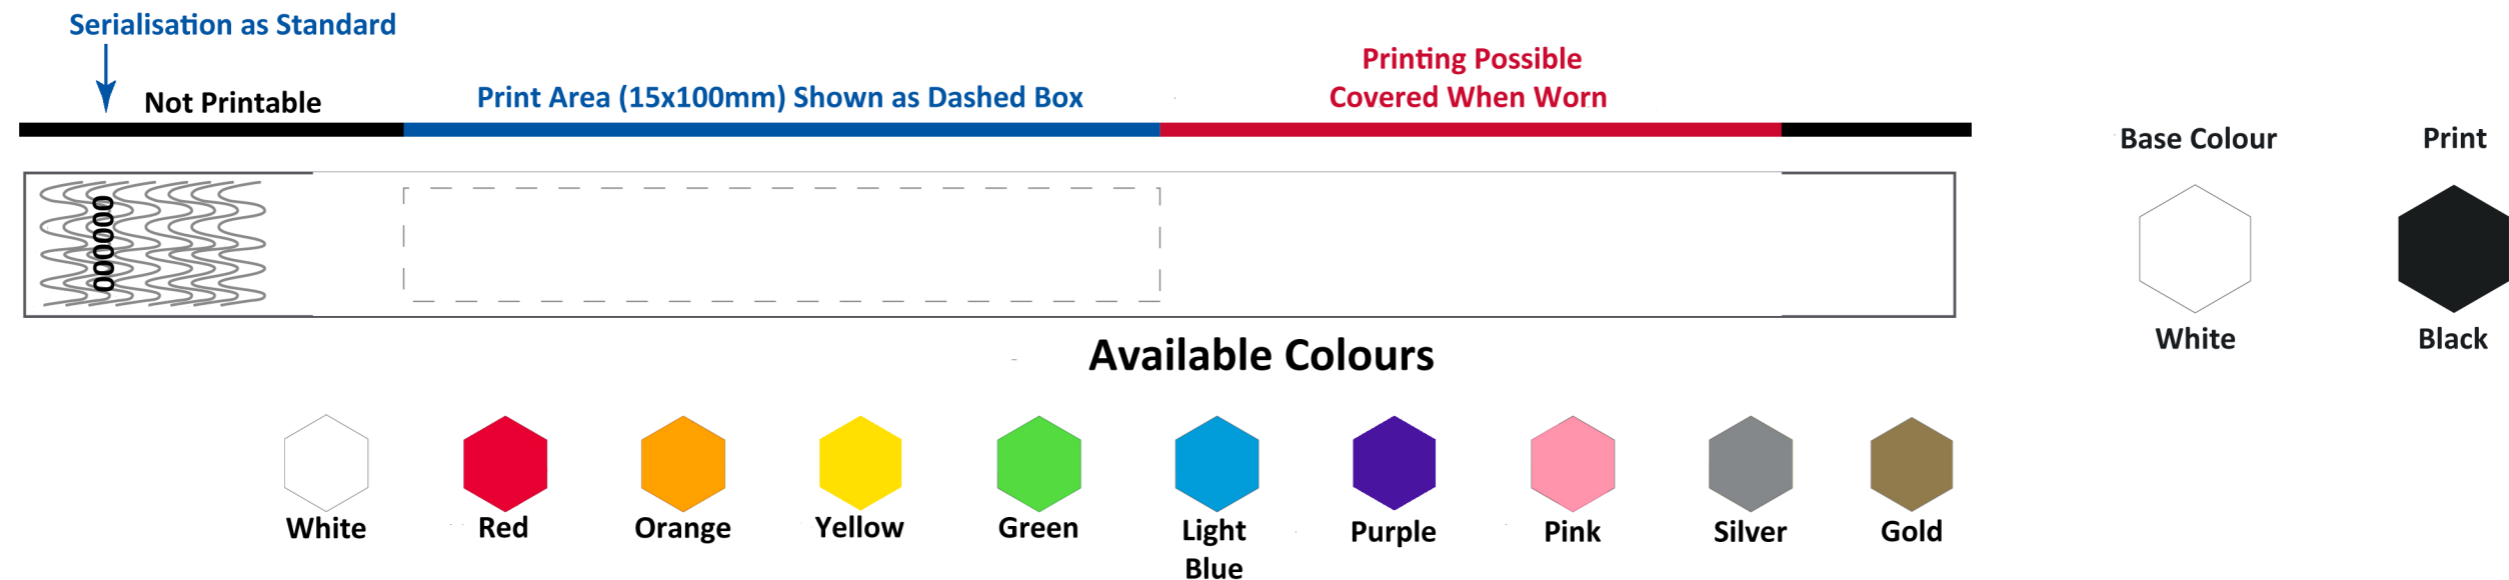 Serialisation as Standard
Not Printable
Print Area (15x100mm) Shown as Dashed Box
Printing Possible
Covered When Worn
000000
Base Colour
Print
White
Black
Available Colours
White
Red
Orange
Yellow
Green
Light
Blue
Purple
Pink
Silver
Gold